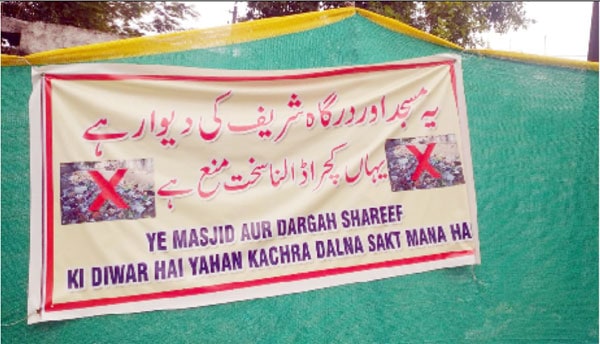 یہ مسجد اور درگاہ شریف کی دیوار ہے
یہاں کچرا ڈالنا سخت منع ہے
YE MASJID AUR DARGAH SHAREEF
KI DIWAR HAI YAHAN KACHRA DALNA SAKT MANA HA